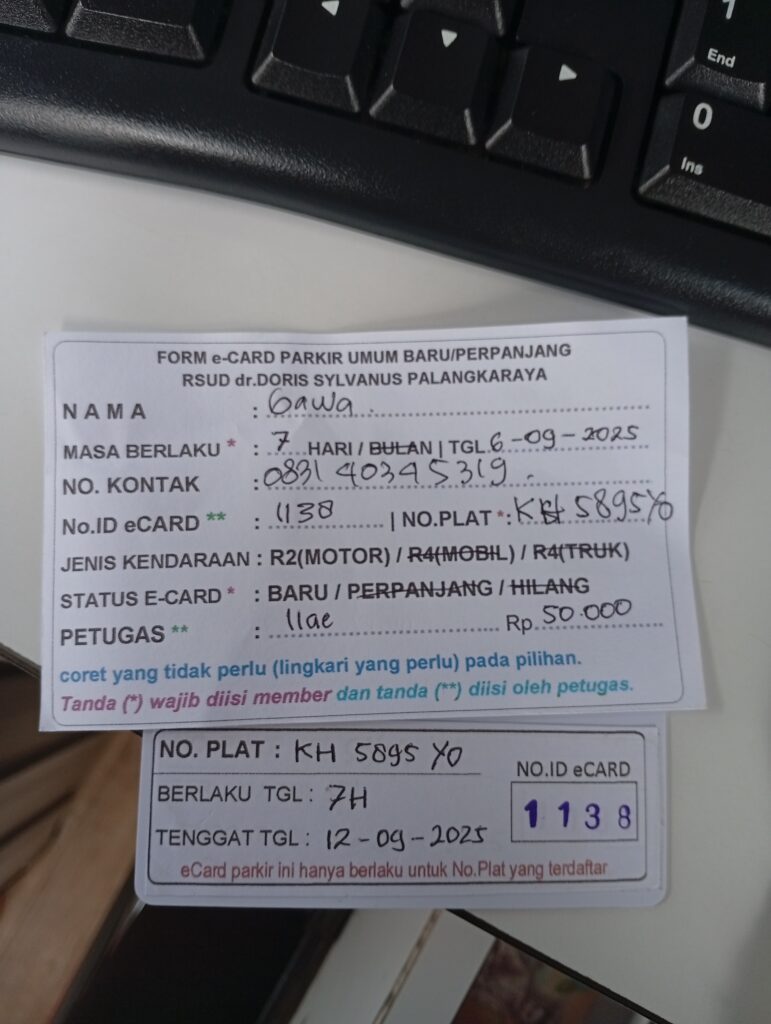 1
End
0
Ins
FORM e-CARD PARKIR UMUM BARU/PERPANJANG
RSUD dr.DORIS SYLVANUS PALANGKARAYA
NAMA : Gawa.
MASA BERLAKU * : 7 HARI / BULAN | TGL. 6-09-2025
NO. KONTAK : 083140345319.
No.ID eCARD ** : 1138 | NO.PLAT *: KH 5895 YO
JENIS KENDARAAN : R2(MOTOR) / R4(MOBIL) / R4(TRUK)
STATUS E-CARD * : BARU / PERPANJANG / HILANG
PETUGAS ** : Ilae Rp. 50.000
coret yang tidak perlu (lingkari yang perlu) pada pilihan.
Tanda (*) wajib diisi member dan tanda (**) diisi oleh petugas.
NO. PLAT : KH 5895 YO
NO.ID eCARD
BERLAKU TGL : 7H
1138
TENGGAT TGL : 12-09-2025
eCard parkir ini hanya berlaku untuk No.Plat yang terdaftar